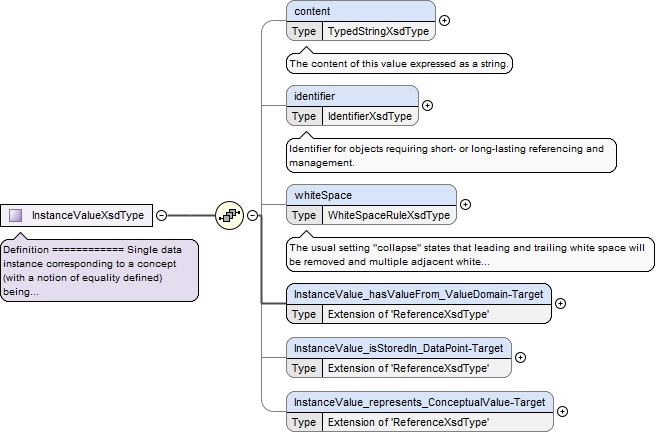 content
Type TypedStringXsdType
The content of this value expressed as a string.
identifier
Type IdentifierXsdType
Identifier for objects requiring short- or long-lasting referencing and
management.
whiteSpace
Type WhiteSpaceRuleXsdType
The usual setting "collapse" states that leading and trailing white space will
be removed and multiple adjacent white...
InstanceValueXsdType
Definition ============= Single data
instance corresponding to a concept
(with a notion of equality defined)
being...
InstanceValue_hasValueFrom_ValueDomain-Target
Type Extension of 'ReferenceXsdType'
InstanceValue_isStoredIn_DataPoint-Target
Type Extension of 'ReferenceXsdType'
InstanceValue_represents_ConceptualValue-Target
Type Extension of 'ReferenceXsdType'